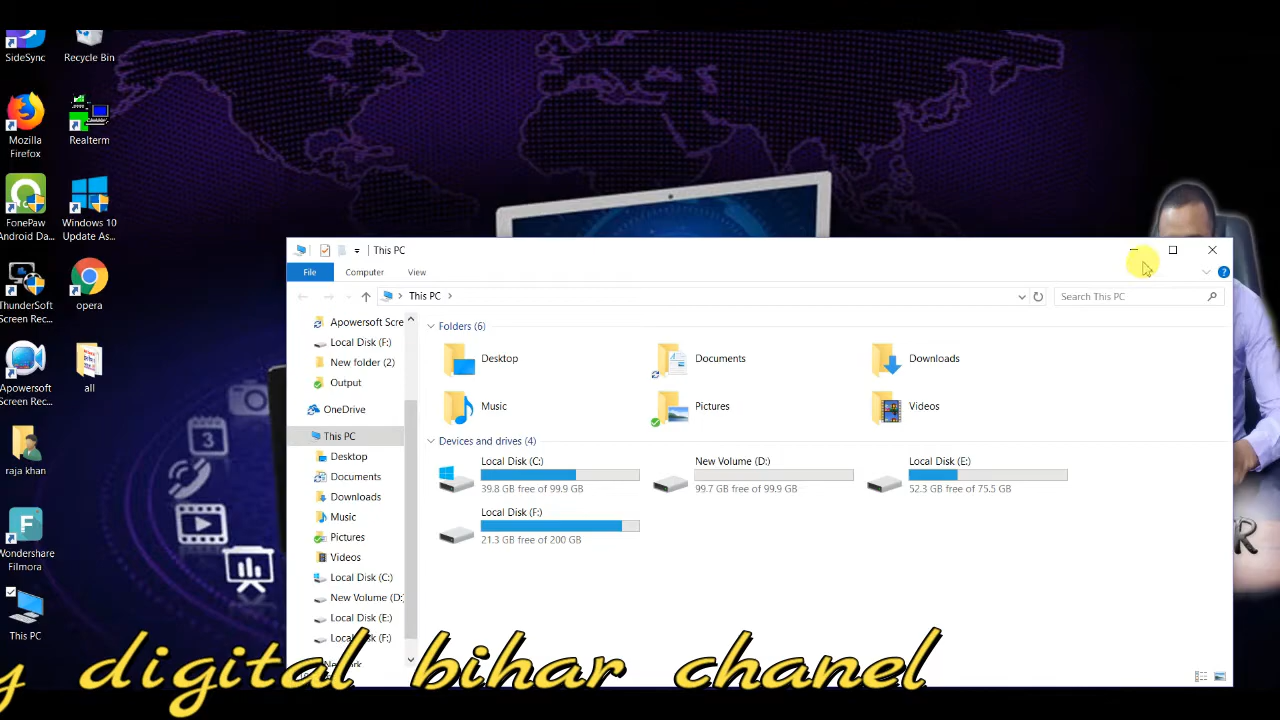 SideSync
Recycle Bin
Mozilla
Firefox
Realterm
FonePaw
Android Da...
Windows 10
Update As...
ThunderSoft
Screen Rec...
opera
Apowersoft
Screen Rec...
all
raja khan
Wondershare
Filmora
This PC
This PC
File
Computer
View
This PC
Search This PC
Apowersoft Scre
Local Disk (F:)
New folder (2)
Output
OneDrive
This PC
Desktop
Documents
Downloads
Music
Pictures
Videos
Local Disk (C:)
New Volume (D:)
Local Disk (E:)
Local Disk (F:)
Network
Folders (6)
Desktop
Documents
Downloads
Music
Pictures
Videos
Devices and drives (4)
Local Disk (C:)
39.8 GB free of 99.9 GB
New Volume (D:)
99.7 GB free of 99.9 GB
Local Disk (E:)
52.3 GB free of 75.5 GB
Local Disk (F:)
21.3 GB free of 200 GB
R
y digital bihar chanel